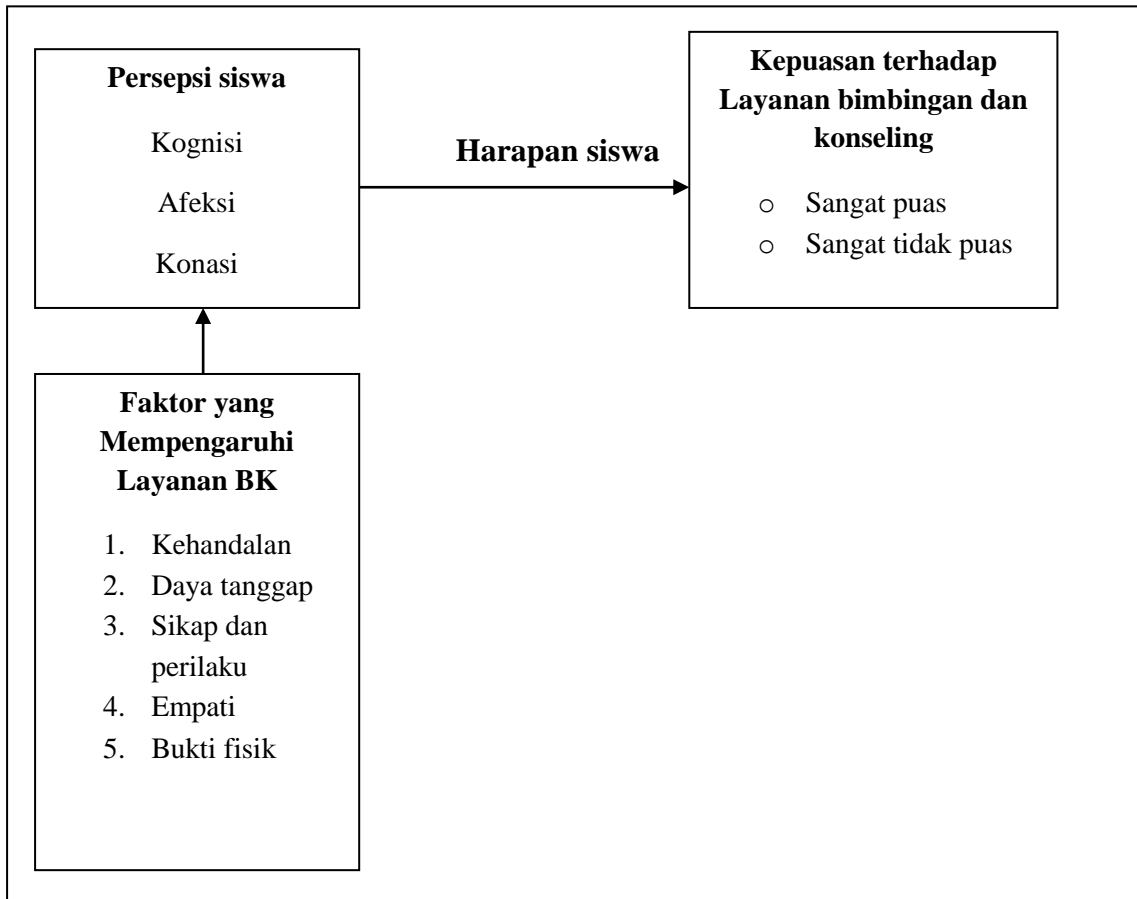 Persepsi siswa
Kognisi
Afeksi
Konasi
Harapan siswa
Kepuasan terhadap
Layanan bimbingan dan
konseling
o Sangat puas
o Sangat tidak puas
Faktor yang
Mempengaruhi
Layanan BK
1. Kehandalan
2. Daya tanggap
3. Sikap dan
perilaku
4. Empati
5. Bukti fisik